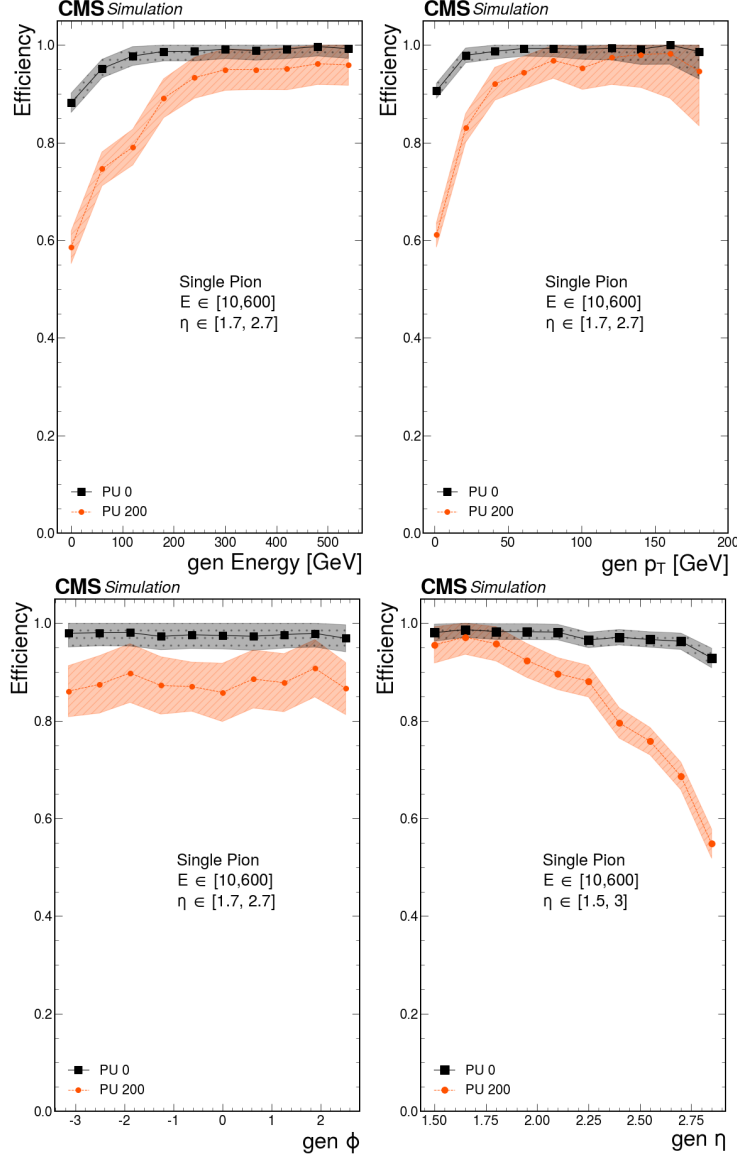 CMS Simulation
Efficiency
1.0
0.8
0.6
0.4
0.2
0.0
Single Pion
E ∈ [10,600]
η ∈ [1.7, 2.7]
PU 0
PU 200
0 100 200 300 400 500
gen Energy [GeV]
CMS Simulation
Efficiency
1.0
0.8
0.6
0.4
0.2
0.0
Single Pion
E ∈ [10,600]
η ∈ [1.7, 2.7]
PU 0
PU 200
0 50 100 150 200
gen p_T [GeV]
CMS Simulation
Efficiency
1.0
0.8
0.6
0.4
0.2
0.0
Single Pion
E ∈ [10,600]
η ∈ [1.7, 2.7]
PU 0
PU 200
-3 -2 -1 0 1 2
gen ϕ
CMS Simulation
Efficiency
1.0
0.8
0.6
0.4
0.2
0.0
Single Pion
E ∈ [10,600]
η ∈ [1.5, 3]
PU 0
PU 200
1.50 1.75 2.00 2.25 2.50 2.75
gen η